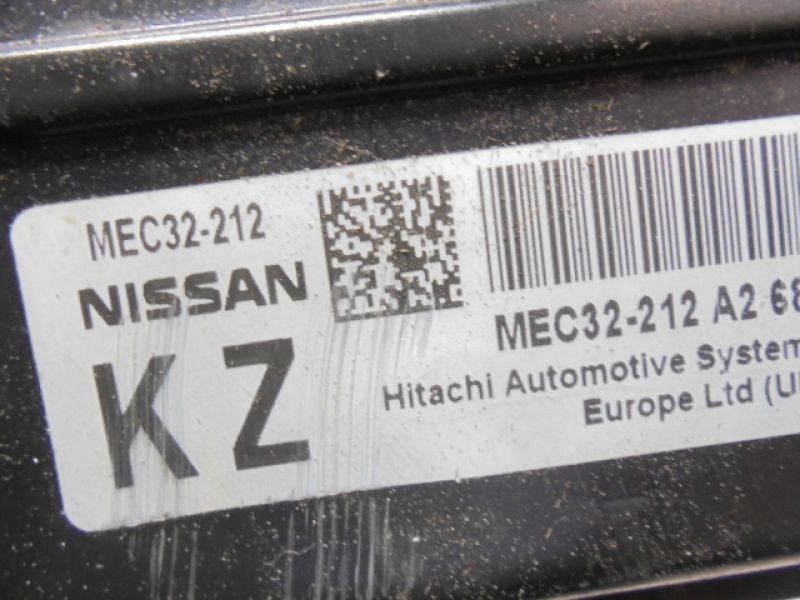 MEC32-212
NISSAN
KZ
MEC32-212 A2 68
Hitachi Automotive System
Europe Ltd (U